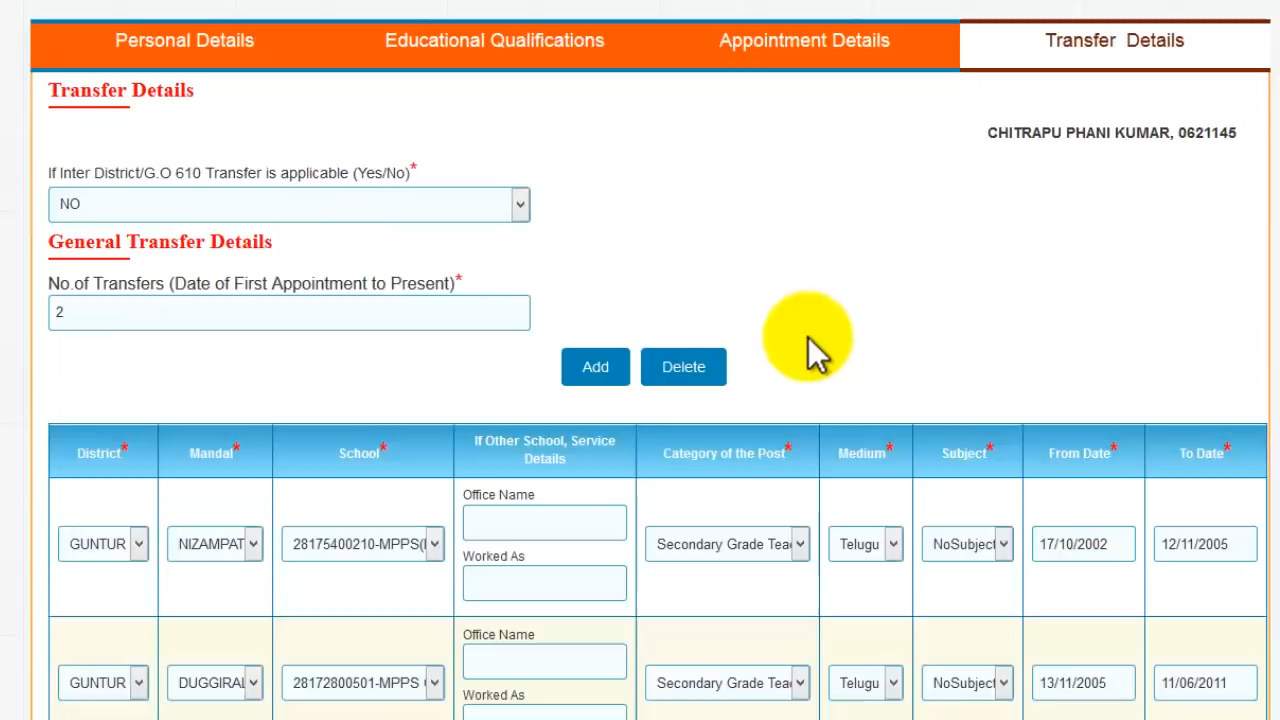 Personal Details
Educational Qualifications
Appointment Details
Transfer Details
Transfer Details
CHITRAPU PHANI KUMAR, 0621145
If Inter District/G.O 610 Transfer is applicable (Yes/No)*
NO
General Transfer Details
No.of Transfers (Date of First Appointment to Present)*
2
Add
Delete
District*
Mandal*
School*
If Other School, Service
Details
Category of the Post*
Medium*
Subject*
From Date*
To Date*
GUNTUR
NIZAMPAT
28175400210-MPPS(
Office Name
Worked As
Secondary Grade Tea
Telugu
NoSubject
17/10/2002
12/11/2005
GUNTUR
DUGGIRAL
28172800501-MPPS
Office Name
Worked As
Secondary Grade Tea
Telugu
NoSubject
13/11/2005
11/06/2011